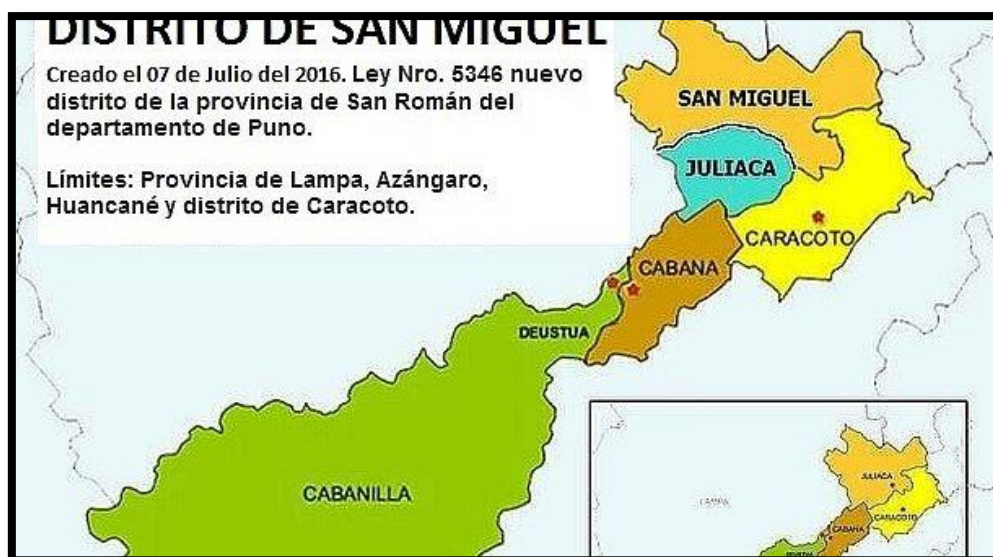 DISTRITO DE SAN MIGUEL
Creado el 07 de Julio del 2016. Ley Nro. 5346 nuevo
distrito de la provincia de San Román del
departamento de Puno.
Límites: Provincia de Lampa, Azángaro,
Huancané y distrito de Caracoto.
SAN MIGUEL
JULIACA
CARACOTO
CABANA
DEUSTUA
CABANILLA
JULIACA
LAMPA
CABANA
CARACOTO
DEUSTUA